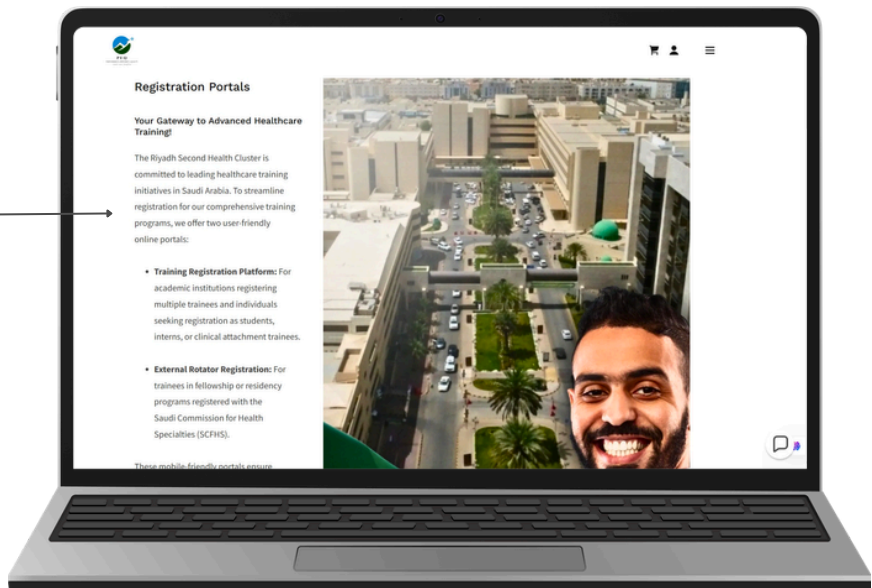 Registration Portals
Your Gateway to Advanced Healthcare
Training!
The Riyadh Second Health Cluster is
committed to leading healthcare training
initiatives in Saudi Arabia. To streamline
registration for our comprehensive training
programs, we offer two user-friendly
online portals:
• Training Registration Platform: For
academic institutions registering
multiple trainees and individuals
seeking registration as students,
interns, or clinical attachment trainees.
• External Rotator Registration: For
trainees in fellowship or residency
programs registered with the
Saudi Commission for Health
Specialties (SCFHS).
These mobile-friendly portals ensure